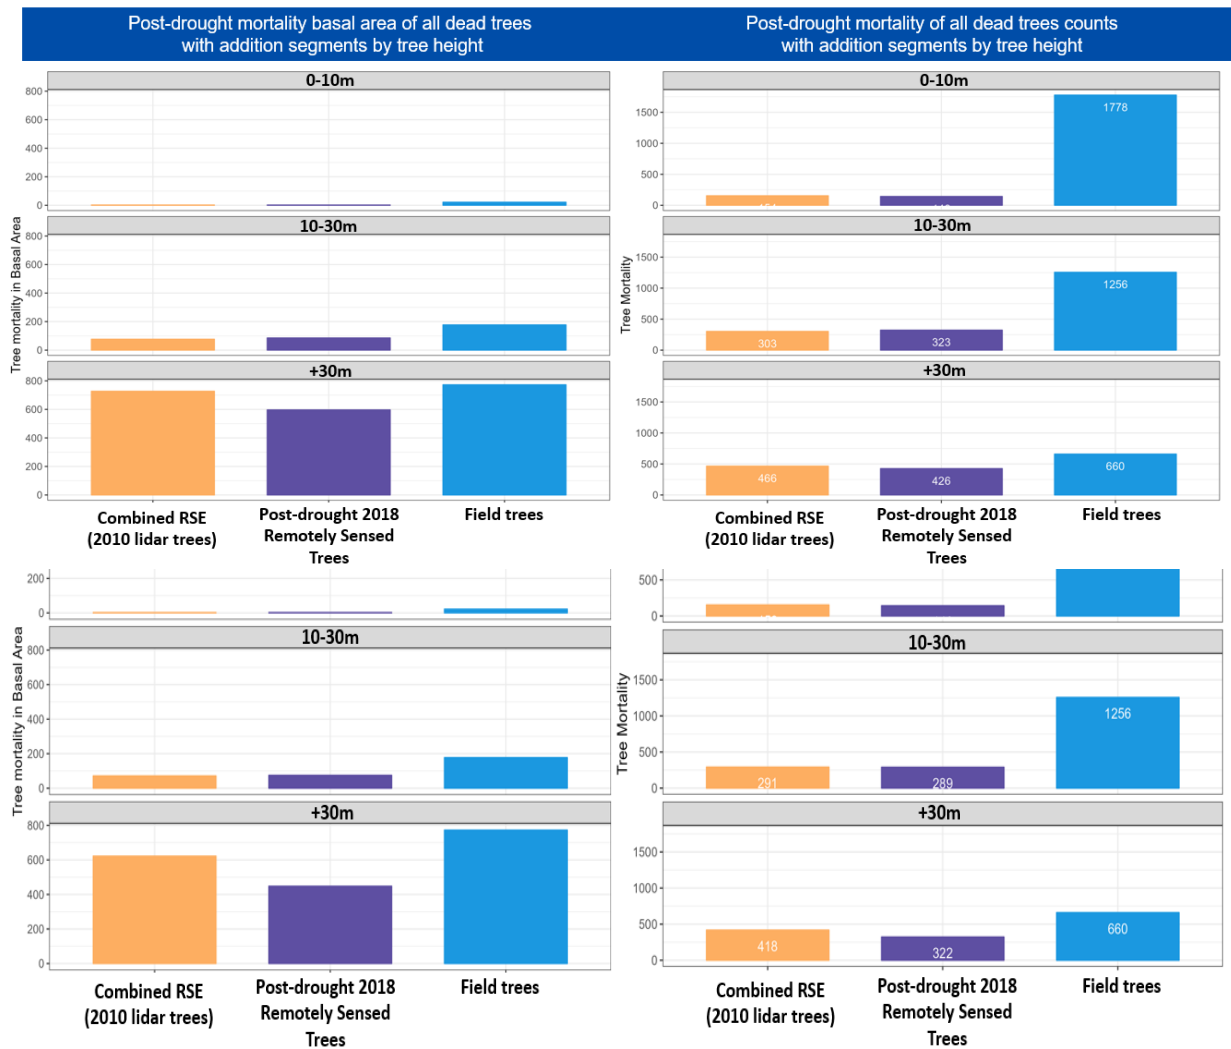 Post-drought mortality basal area of all dead trees
with addition segments by tree height
Post-drought mortality of all dead trees counts
with addition segments by tree height
Tree mortality in Basal Area
0-10m
800
600
400
200
0
10-30m
800
600
400
200
0
+30m
800
600
400
200
0
Combined RSE
(2010 lidar trees)
Post-drought 2018
Remotely Sensed
Trees
Field trees
Tree Mortality
0-10m
1500
1000
500
0
1778
10-30m
1500
1000
500
0
303
323
1256
+30m
1500
1000
500
0
466
426
660
Combined RSE
(2010 lidar trees)
Post-drought 2018
Remotely Sensed
Trees
Field trees
Tree mortality in Basal Area
200
0
10-30m
800
600
400
200
0
+30m
800
600
400
200
0
Combined RSE
(2010 lidar trees)
Post-drought 2018
Remotely Sensed
Trees
Field trees
Tree Mortality
500
0
10-30m
1500
1000
500
0
291
289
1256
+30m
1500
1000
500
0
418
322
660
Combined RSE
(2010 lidar trees)
Post-drought 2018
Remotely Sensed
Trees
Field trees